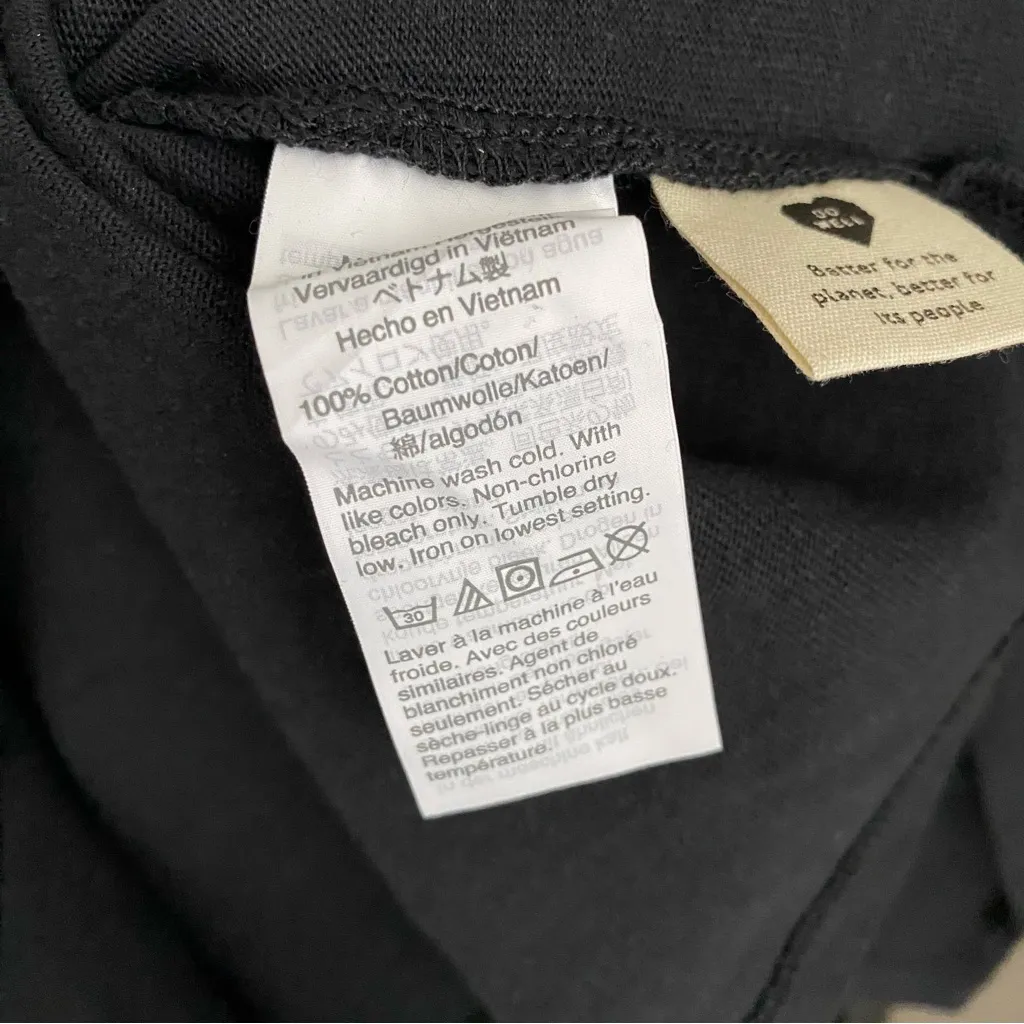 Vervaardigd in Viëtnam
ベトナム製
Hecho en Vietnam
100% Cotton/Coton/
Baumwolle/Katoen/
綿/algodón
Machine wash cold. With
like colors. Non-chlorine
bleach only. Tumble dry
low. Iron on lowest setting.
30
Laver à la machine à l'eau
froide. Avec des couleurs
similaires. Agent de
blanchiment non chloré
seulement. Sécher au
sèche-linge au cycle doux.
Repasser à la plus basse
température.
DO
WELL
Better for the
planet, better for
its people